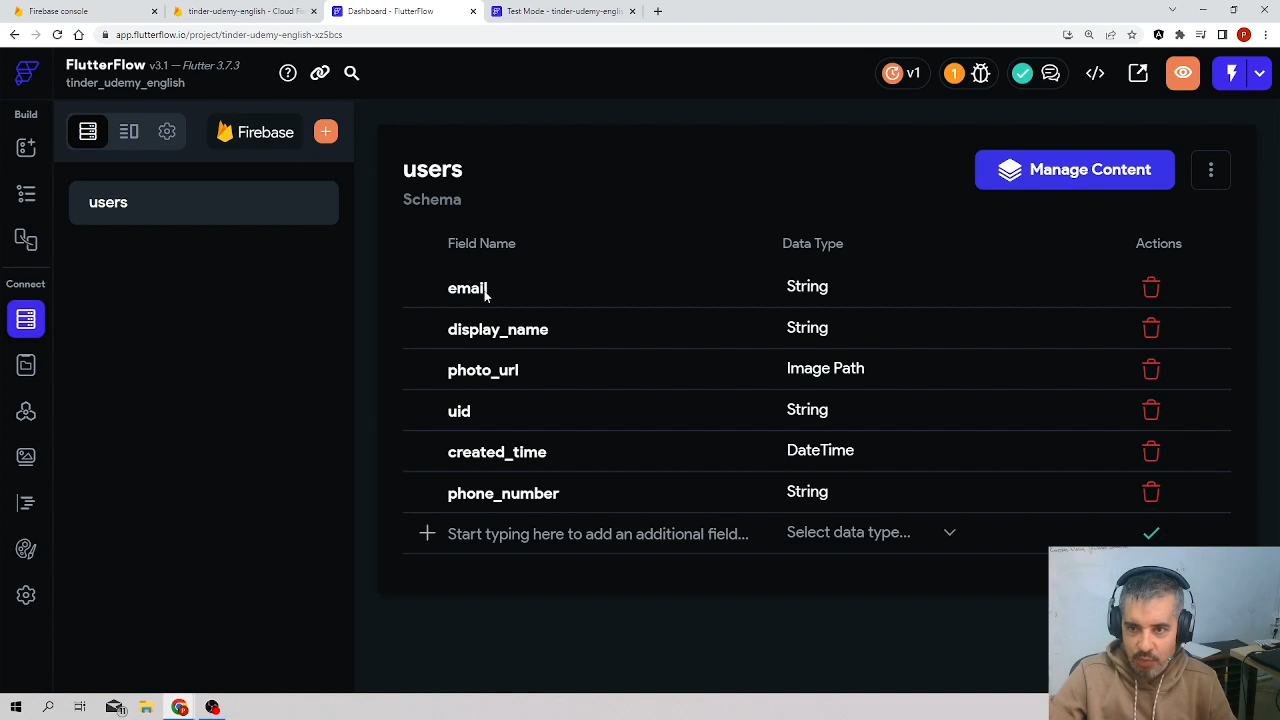 Firebase console
tinder-udemy-english - Cloud Fi
Dashboard - FlutterFlow
Test Mode - tinder-udemy-englis
app.flutterflow.io/project/tinder-udemy-english-xz5bcs
P
FlutterFlow v3.1 — Flutter 3.7.3
tinder_udemy_english
v1
1
Build
Firebase
Connect
users
users
Schema
Manage Content
Field Name
Data Type
Actions
email
String
display_name
String
photo_url
Image Path
uid
String
created_time
DateTime
phone_number
String
Start typing here to add an additional field...
Select data type...